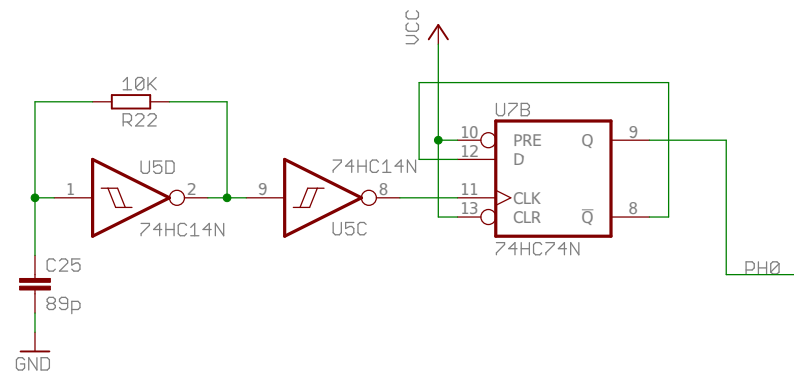 VCC
10K
R22
U7B
U5D
74HC14N
1
2
9
8
74HC14N
U5C
10
PRE
Q
9
12
D
11
CLK
13
CLR
Q
8
74HC74N
PH0
C25
89p
GND